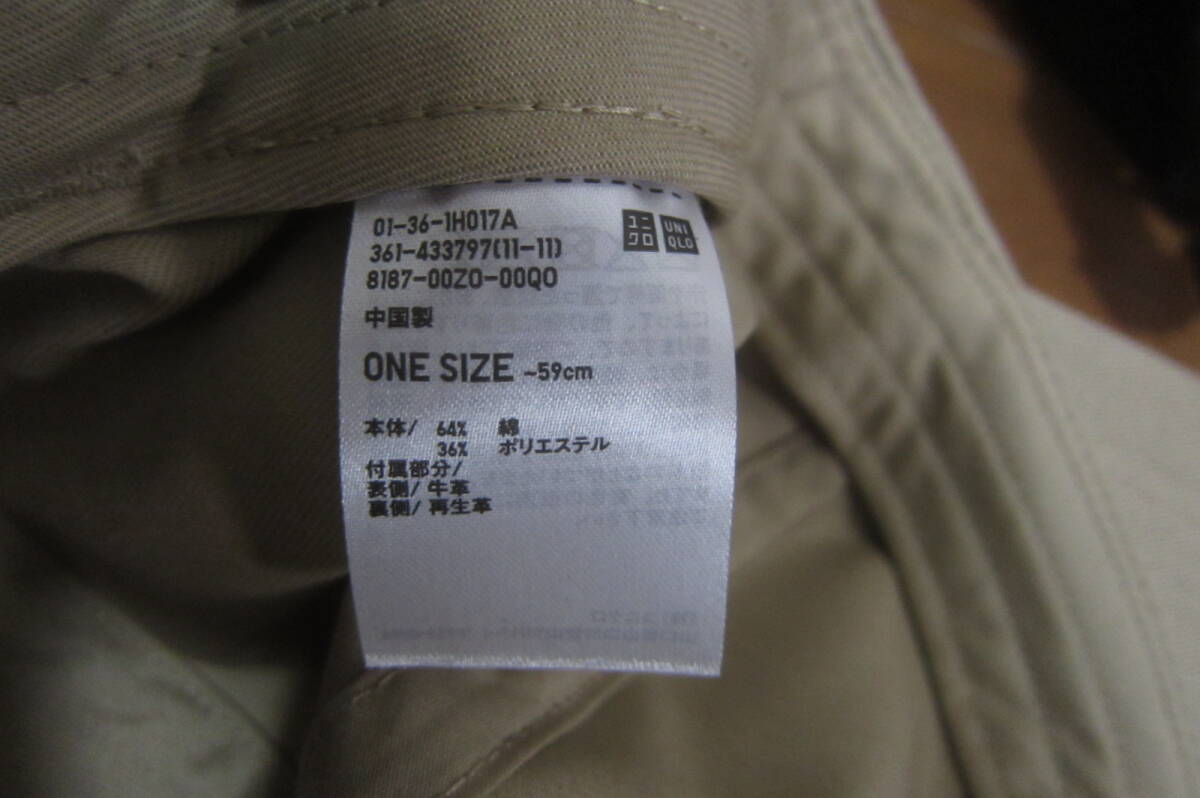 01-36-1H017A
ユニクロ
UNIQLO
361-433797(11-11)
8187-00Z0-00Q0
中国製
ONE SIZE ~59cm
本体/ 64% 綿
36% ポリエステル
付属部分/
表側/牛革
裏側/再生革